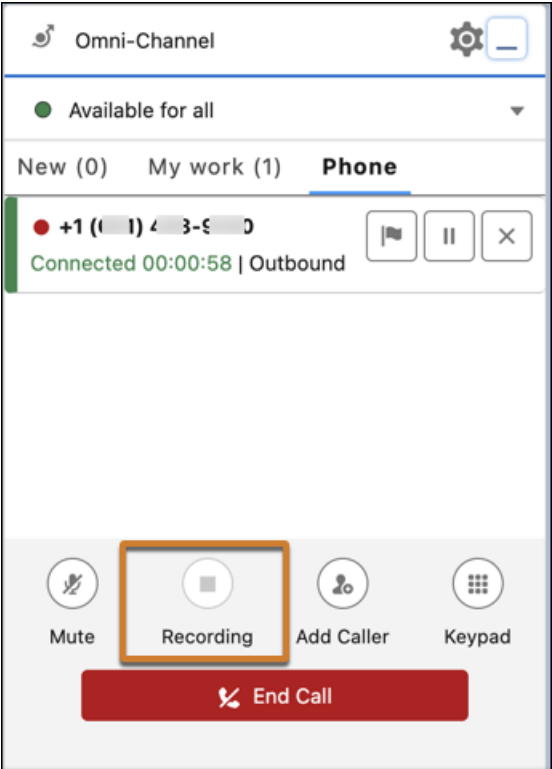 Omni-Channel
Available for all
New (0) My work (1) Phone
+1
Connected 00:00:58 | Outbound
Mute Recording Add Caller Keypad
End Call